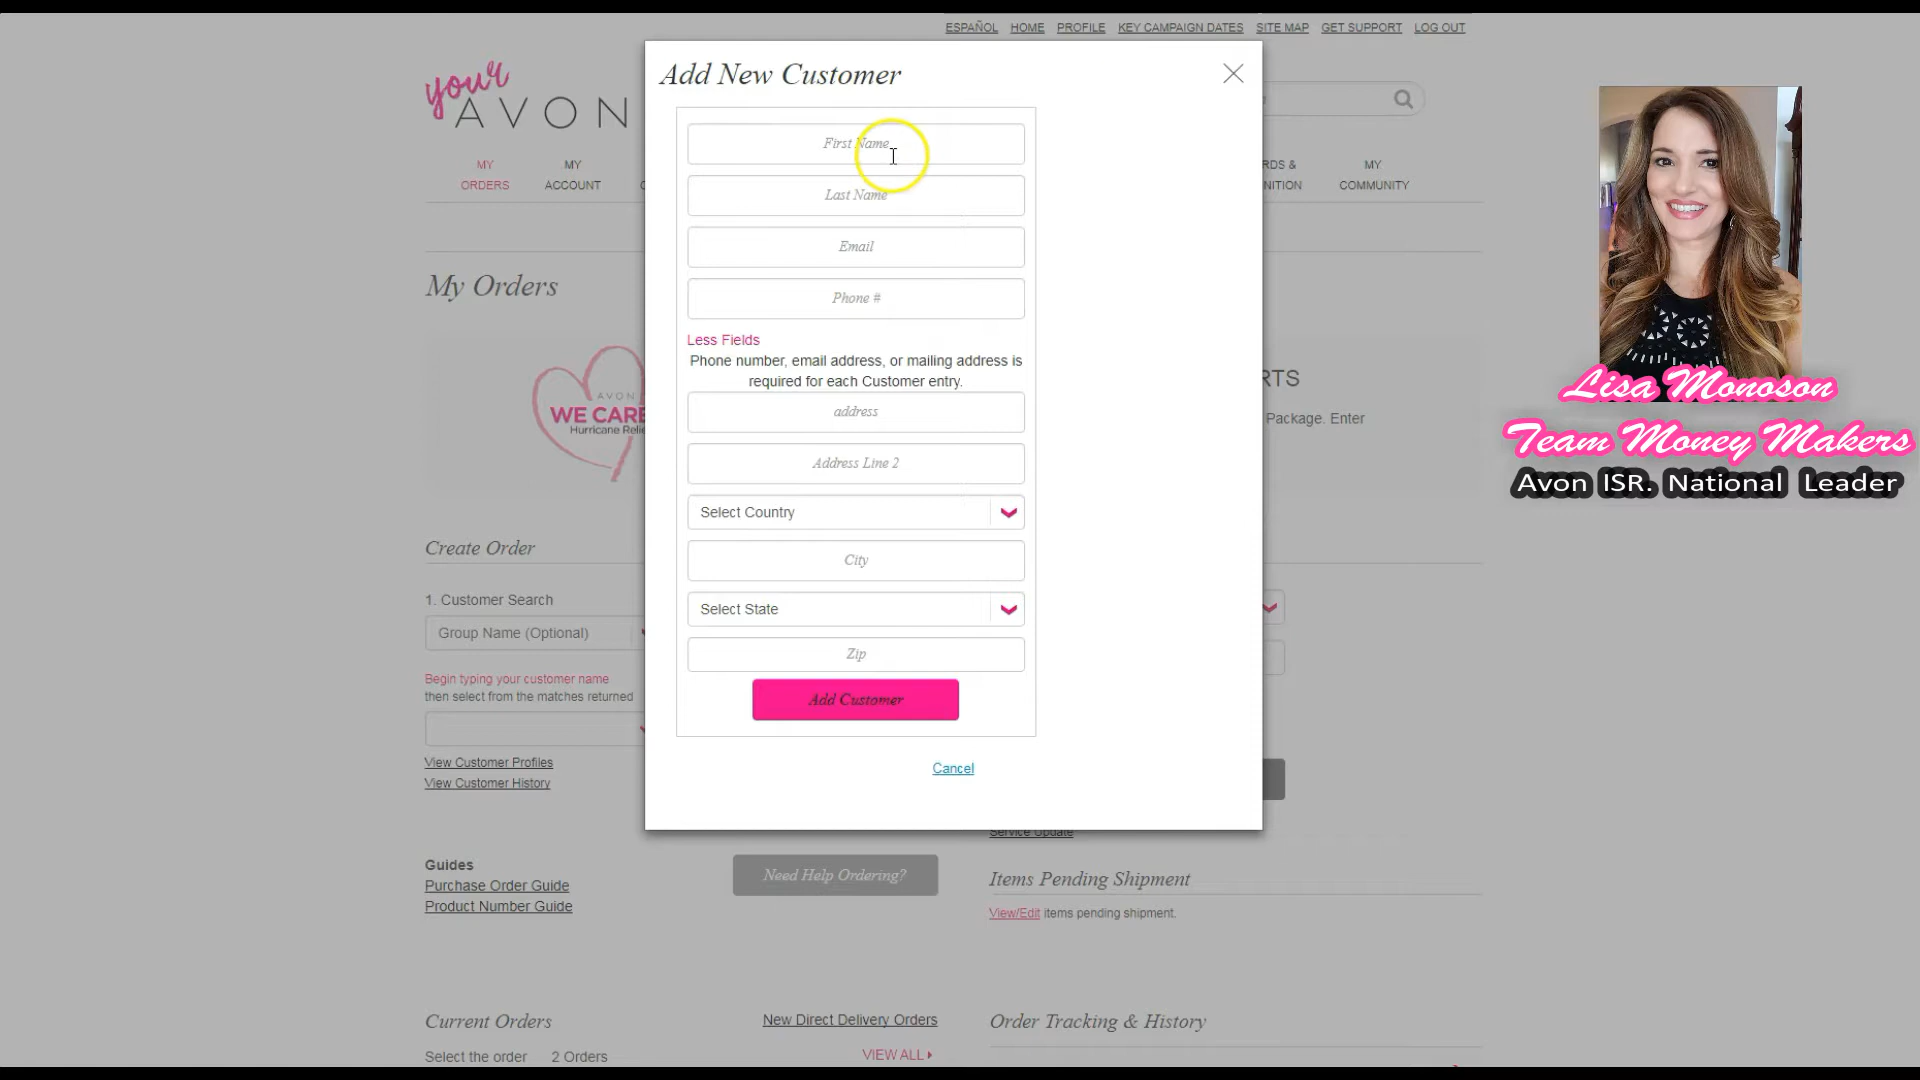 ESPAÑOL HOME PROFILE KEY CAMPAIGN DATES SITE MAP GET SUPPORT LOG OUT
your
AVON
MY
ORDERS
MY
ACCOUNT
MY
COMMUNITY
Add New Customer
First Name
Last Name
Email
Phone #
Less Fields
Phone number, email address, or mailing address is
required for each Customer entry.
address
Address Line 2
Select Country
City
Select State
Zip
Add Customer
Cancel
My Orders
AVON
WE CARE
Hurricane
Package. Enter
Create Order
1. Customer Search
Group Name (Optional)
Begin typing your customer name
then select from the matches returned
View Customer Profiles
View Customer History
Guides
Purchase Order Guide
Product Number Guide
Need Help Ordering?
Service Update
Items Pending Shipment
View/Edit items pending shipment.
Current Orders
New Direct Delivery Orders
Select the order 2 Orders
VIEW ALL
Order Tracking & History
Lisa Monoson
Team Money Makers
Avon ISR. National Leader